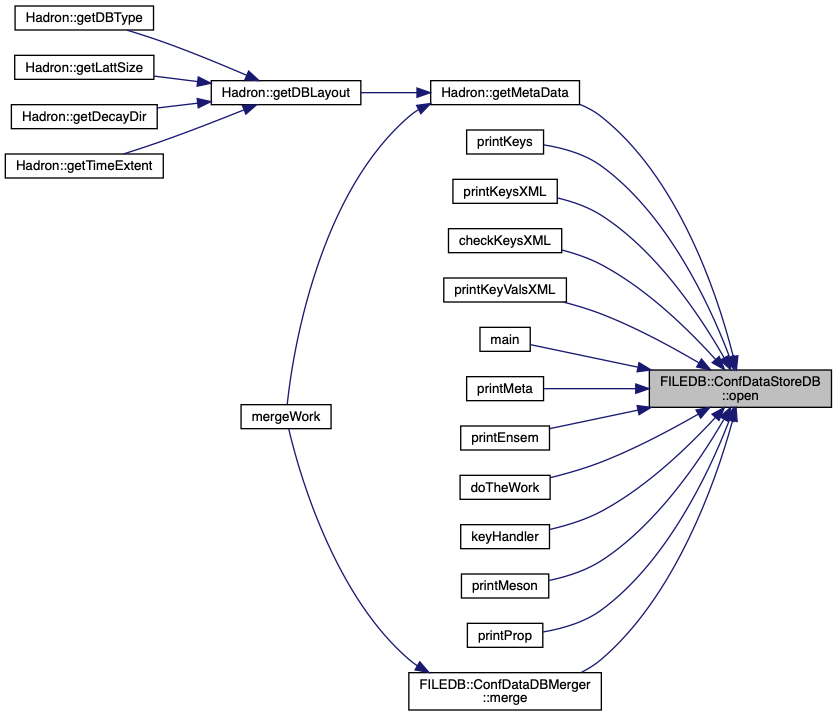 Hadron::getDBType
Hadron::getLattSize
Hadron::getDBLayout
Hadron::getMetaData
Hadron::getDecayDir
Hadron::getTimeExtent
printKeys
printKeysXML
checkKeysXML
printKeyValsXML
main
FILEDB::ConfDataStoreDB
::open
printMeta
mergeWork
printEnsem
doTheWork
keyHandler
printMeson
printProp
FILEDB::ConfDataDBMerger
::merge